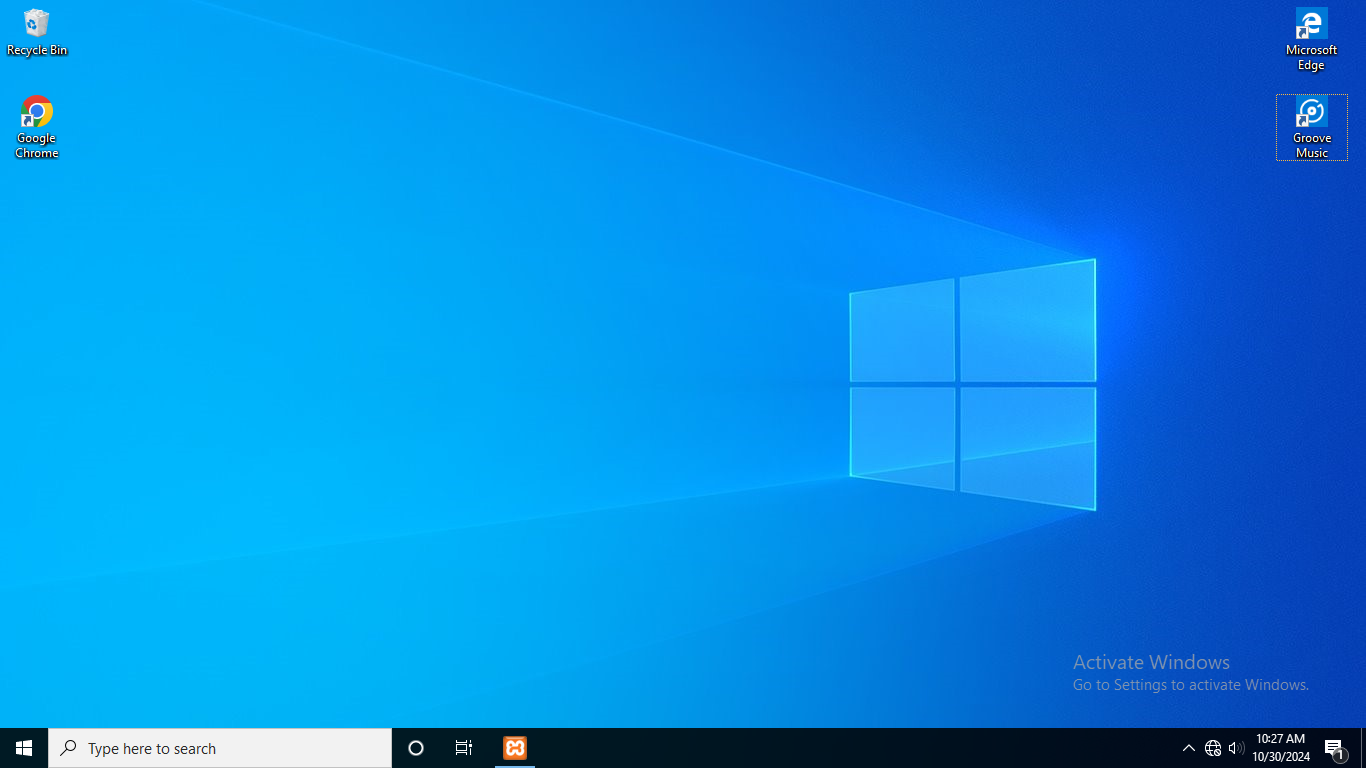 Recycle Bin
Google
Chrome
Microsoft
Edge
Groove
Music
Activate Windows
Go to Settings to activate Windows.
Type here to search
10:27 AM
10/30/2024
1